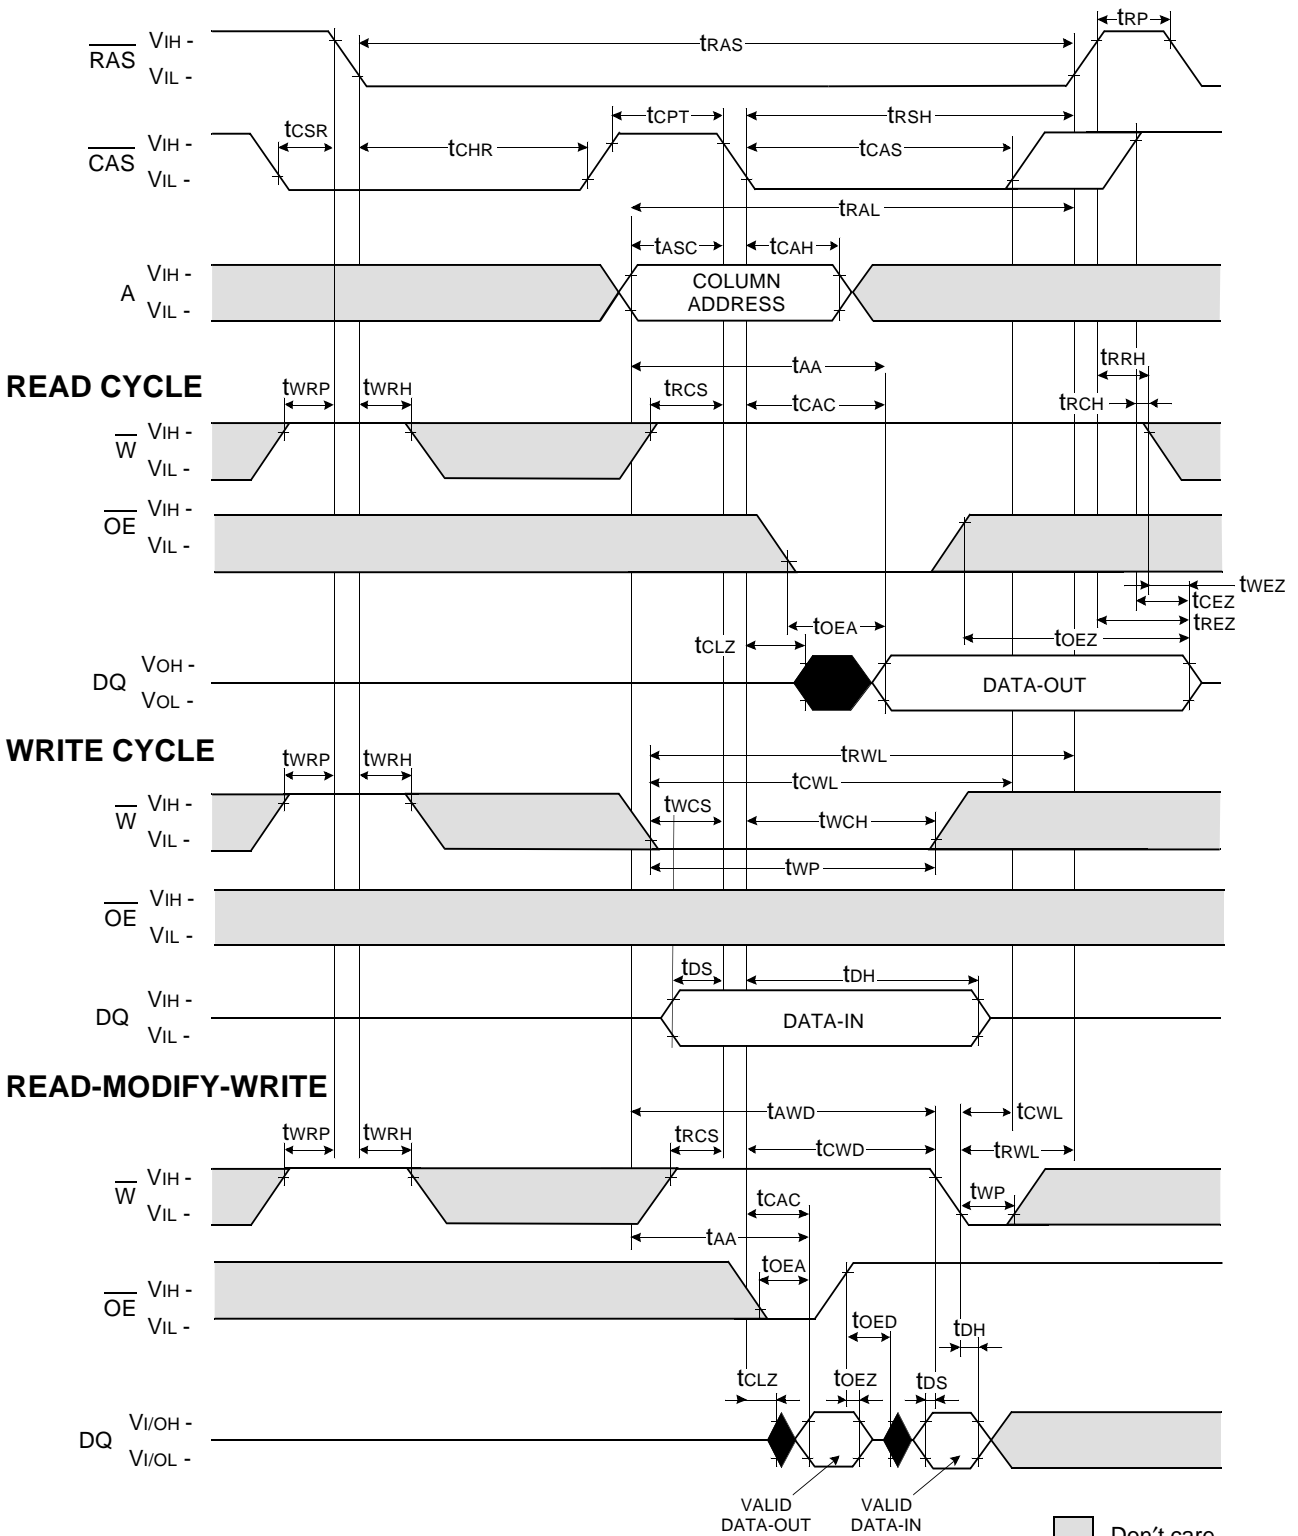 tRP
RAS VIH -
VIL -
tRAS
CAS VIH -
VIL -
tCSR
tCHR
tCPT
tRSH
tCAS
tRAL
tASC
tCAH
A VIH -
VIL -
COLUMN
ADDRESS
READ CYCLE
tAA
tRRH
tWRP
tWRH
tRCS
tCAC
tRCH
W VIH -
VIL -
OE VIH -
VIL -
tWEZ
tCEZ
tREZ
tOEA
tOEZ
tCLZ
DQ VOH -
VOL -
DATA-OUT
WRITE CYCLE
tWRP
tWRH
tRWL
tCWL
W VIH -
VIL -
tWCS
tWCH
tWP
OE VIH -
VIL -
tDS
tDH
DQ VIH -
VIL -
DATA-IN
READ-MODIFY-WRITE
tAWD
tCWL
tWRP
tWRH
tRCS
tCWD
tRWL
W VIH -
VIL -
tWP
tCAC
tAA
tOEA
OE VIH -
VIL -
tOED
tDH
tCLZ
tOEZ
tDS
DQ VI/OH -
VI/OL -
VALID
DATA-OUT
VALID
DATA-IN
Don't care